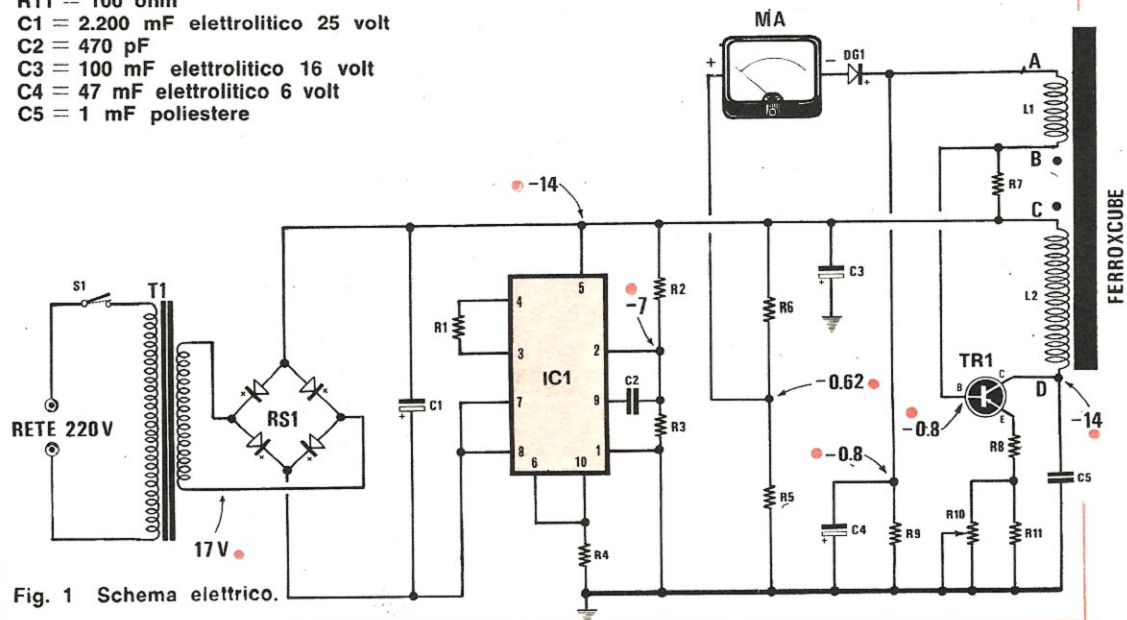 R11 = 100 ohm
C1 = 2.200 mF elettrolitico 25 volt
C2 = 470 pF
C3 = 100 mF elettrolitico 16 volt
C4 = 47 mF elettrolitico 6 volt
C5 = 1 mF poliestere
MA
+
-
DG1
+
A
L1
B
R7
C
FERROXCUBE
-14
S1
T1
5
R2
-7
C3
L2
R6
4
R1
3
2
IC1
C2
9
R3
TR1
C
D
B
E
-0.62
-0.8
-14
RS1
C1
+
RETE 220 V
7
8
1
6
10
-0.8
R8
R5
C4
+
R9
R10
R11
C5
R4
17 V
Fig. 1 Schema elettrico.